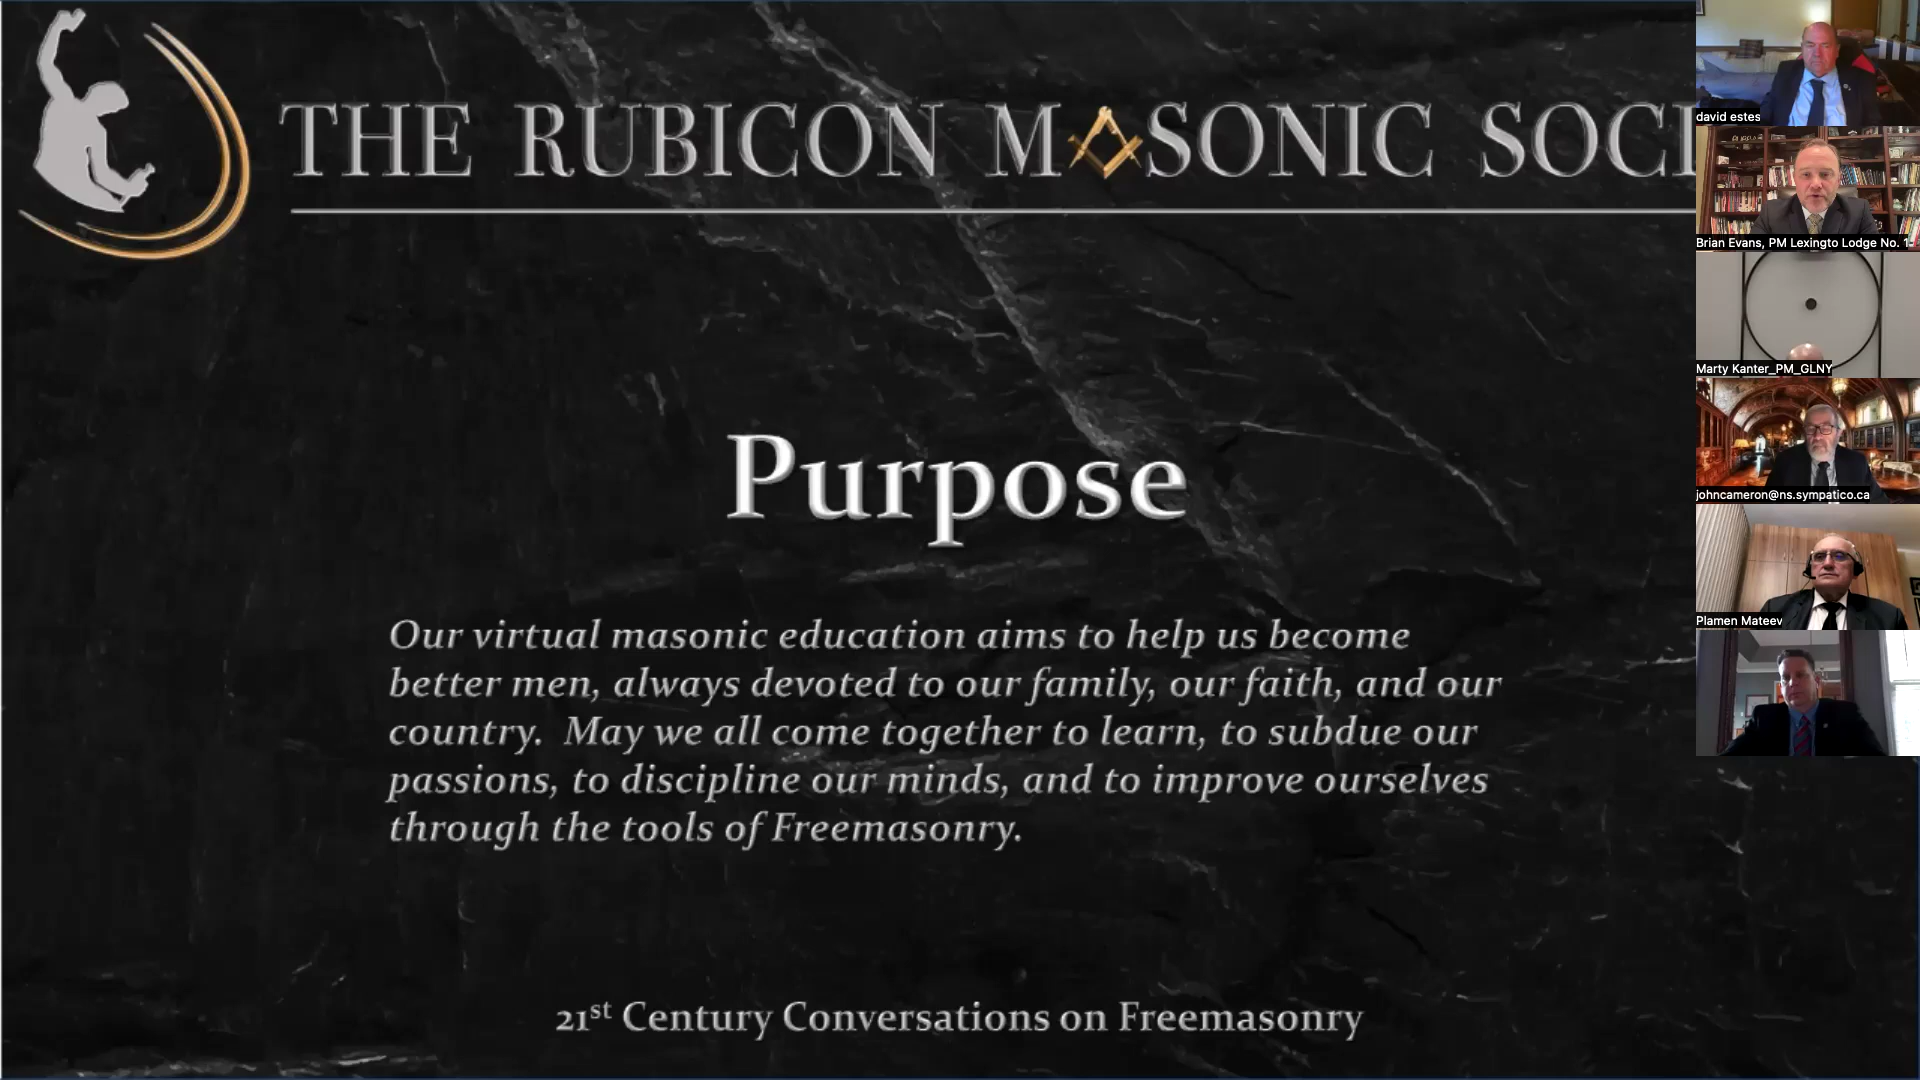 THE RUBICON MASONIC SOCI
Purpose
Our virtual masonic education aims to help us become
better men, always devoted to our family, our faith, and our
country. May we all come together to learn, to subdue our
passions, to discipline our minds, and to improve ourselves
through the tools of Freemasonry.
21st Century Conversations on Freemasonry
david estes
Brian Evans, PM Lexingto Lodge No. 1
Marty Kanter_PM_GLNY
johncameron@ns.sympatico.ca
Plamen Mateev